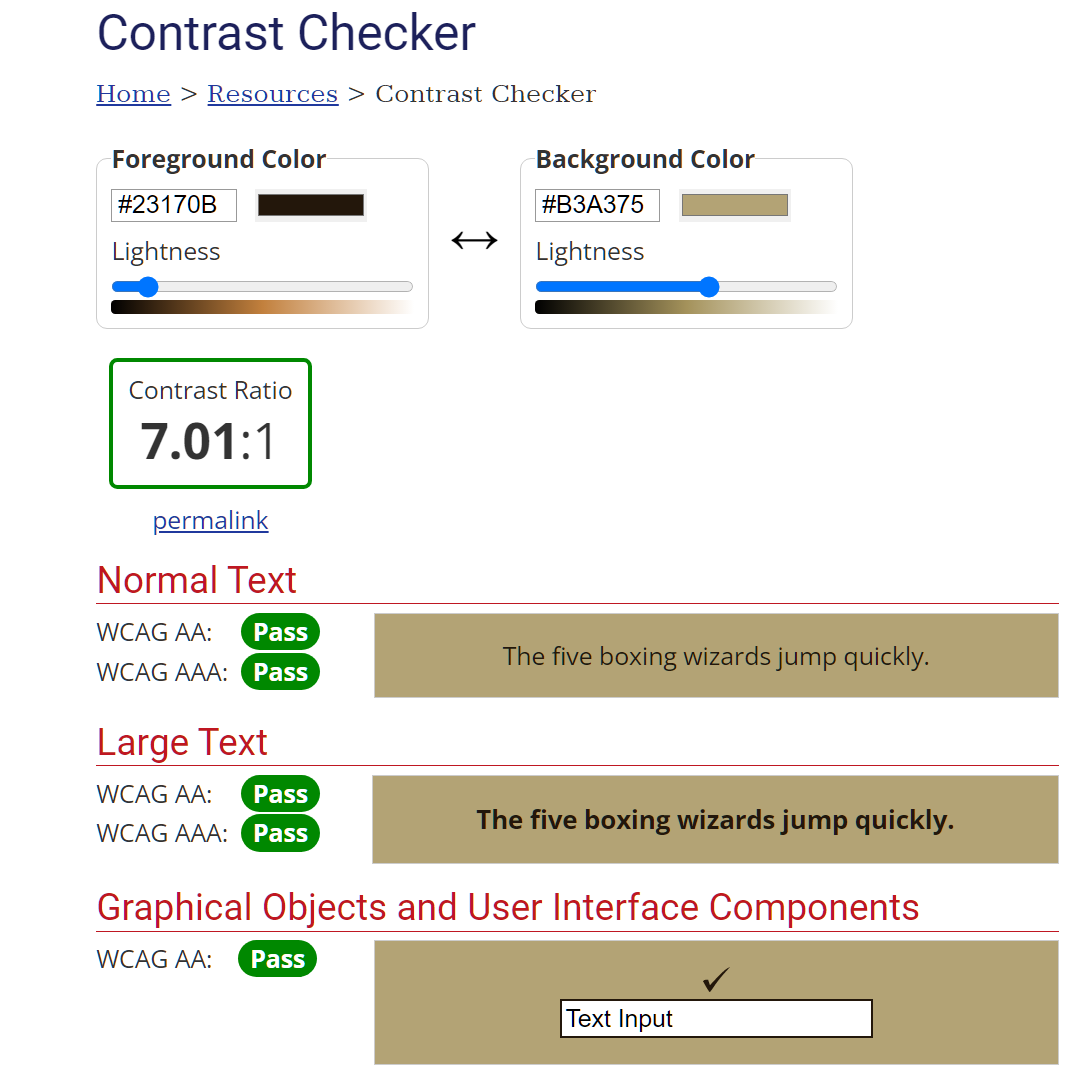 Contrast Checker
Home > Resources > Contrast Checker
Foreground Color
#23170B
Lightness
Background Color
#B3A375
Lightness
Contrast Ratio
7.01:1
permalink
Normal Text
WCAG AA: Pass
WCAG AAA: Pass
The five boxing wizards jump quickly.
Large Text
WCAG AA: Pass
WCAG AAA: Pass
The five boxing wizards jump quickly.
Graphical Objects and User Interface Components
WCAG AA: Pass
Text Input